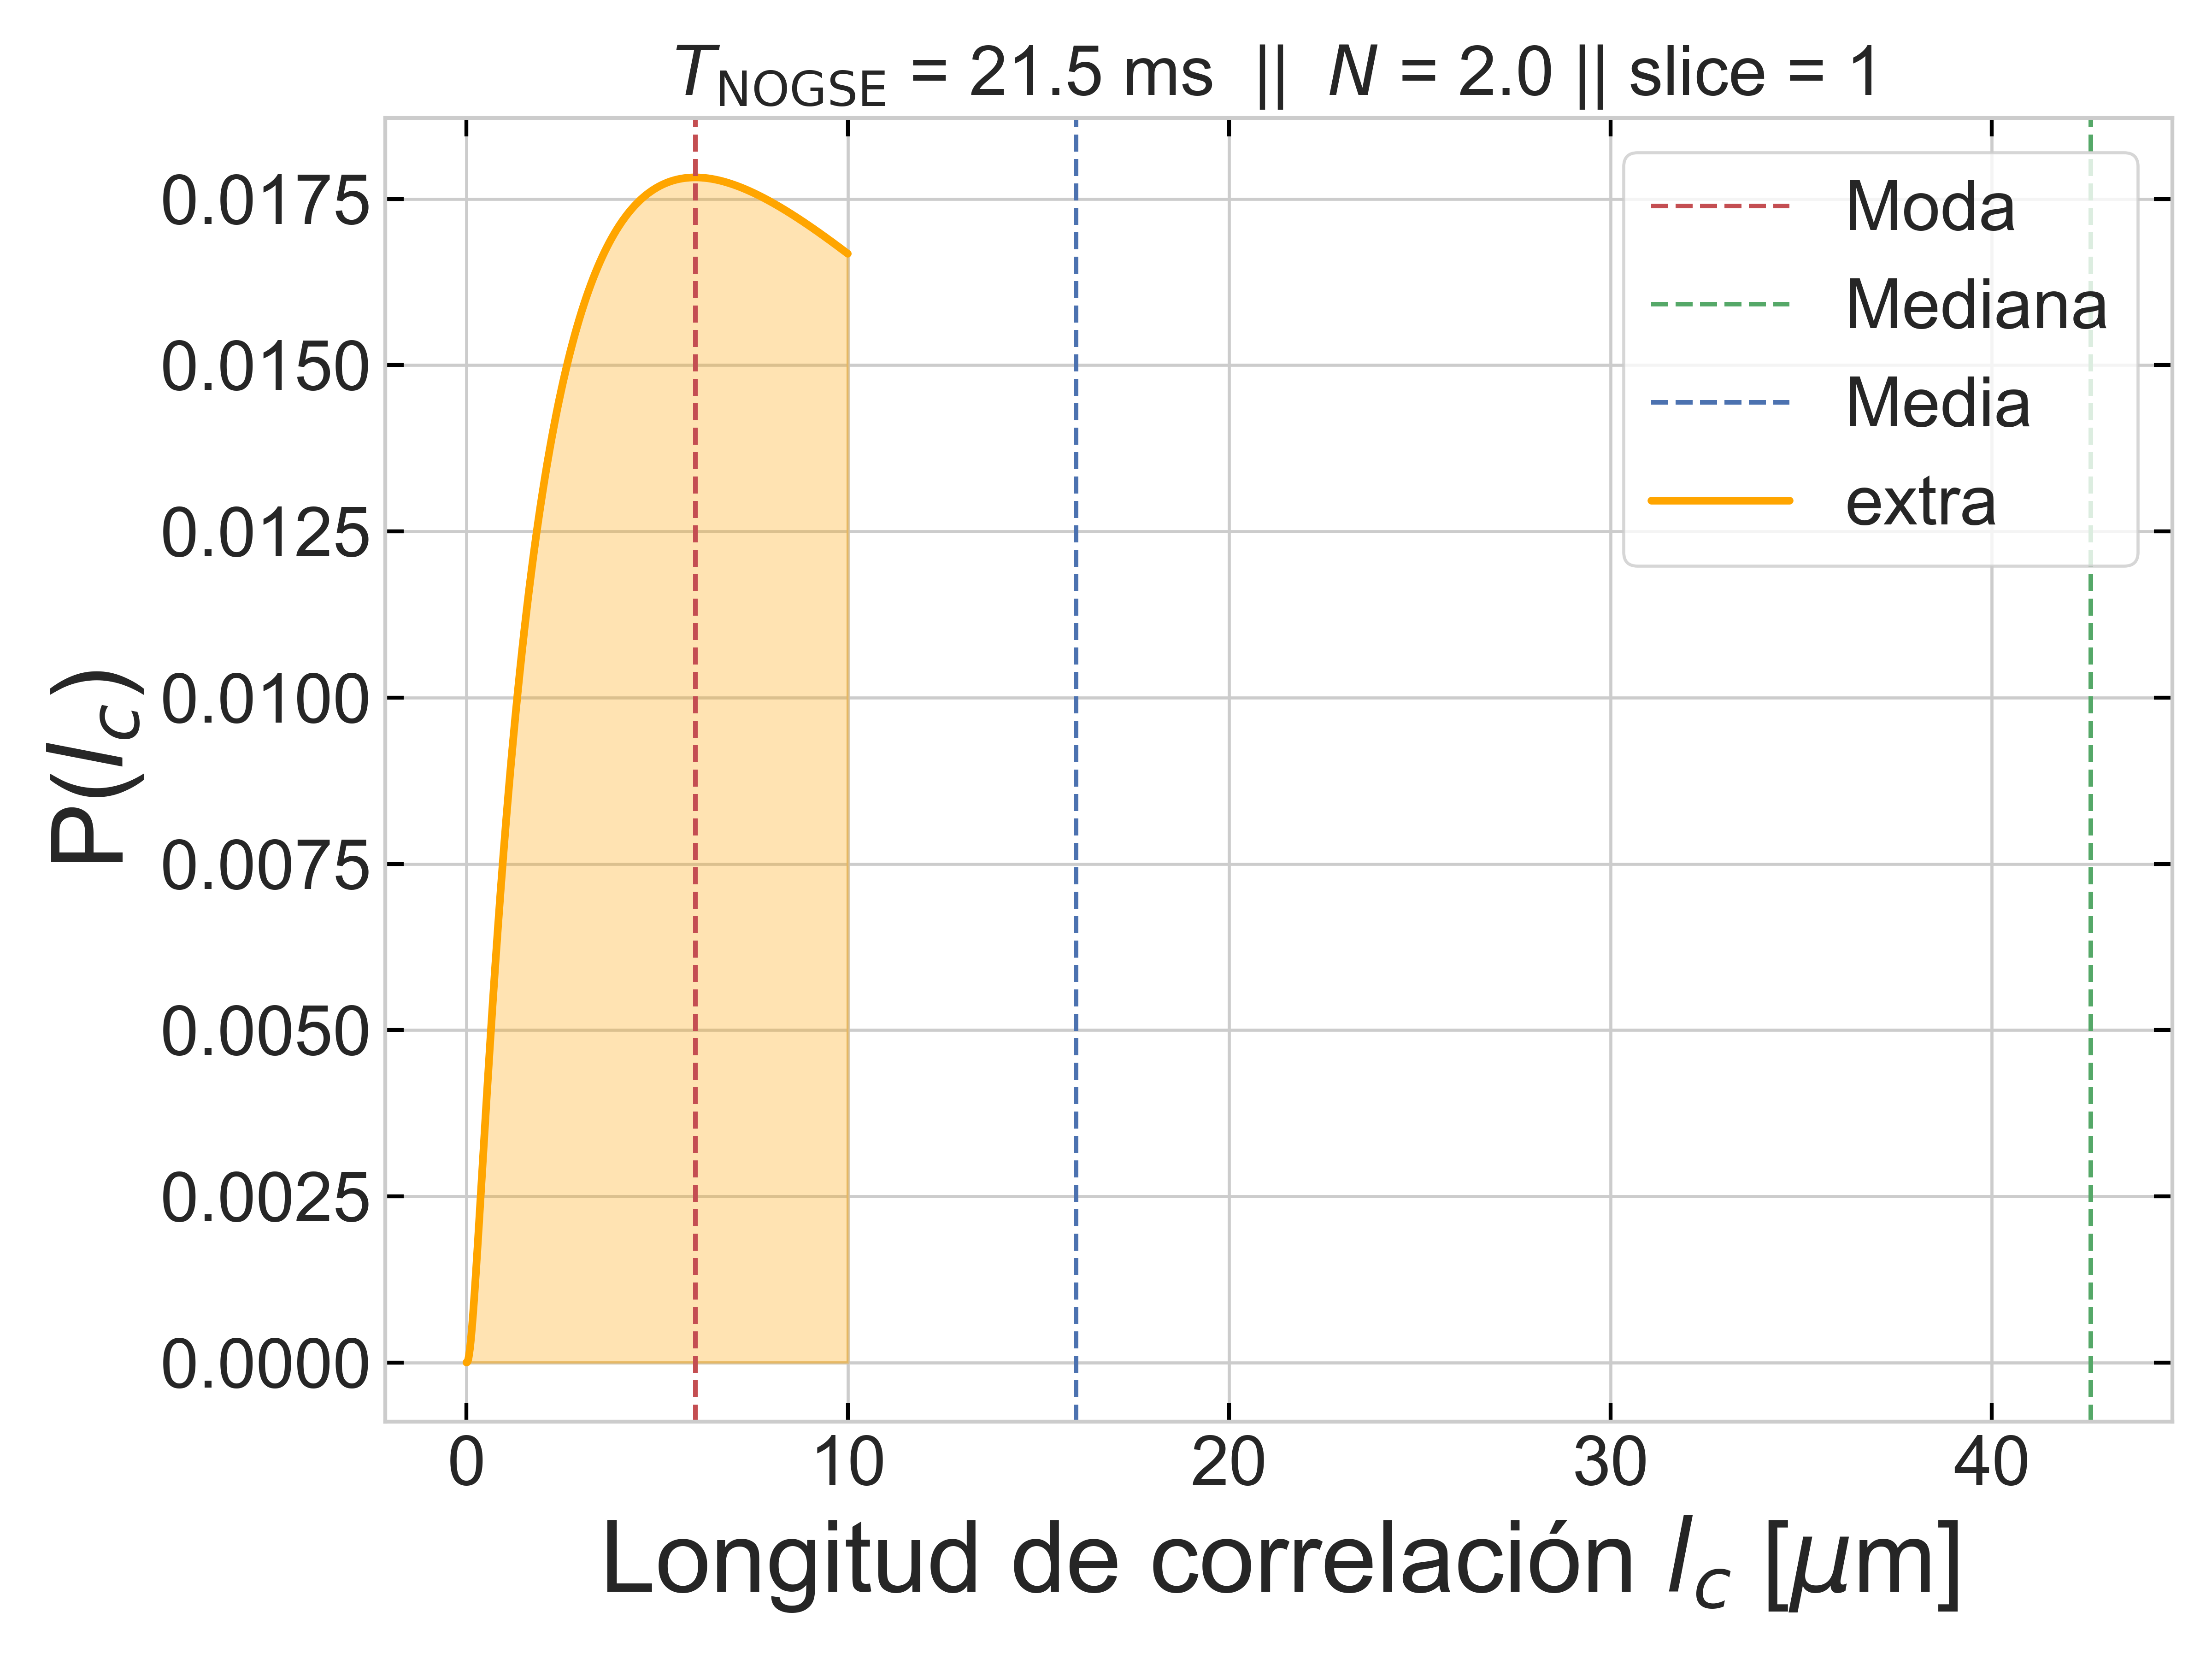 T_NOGSE = 21.5 ms || N = 2.0 || slice = 1
P(l_c)
0.0175
0.0150
0.0125
0.0100
0.0075
0.0050
0.0025
0.0000
Moda
Mediana
Media
extra
0 10 20 30 40
Longitud de correlación l_c [μm]